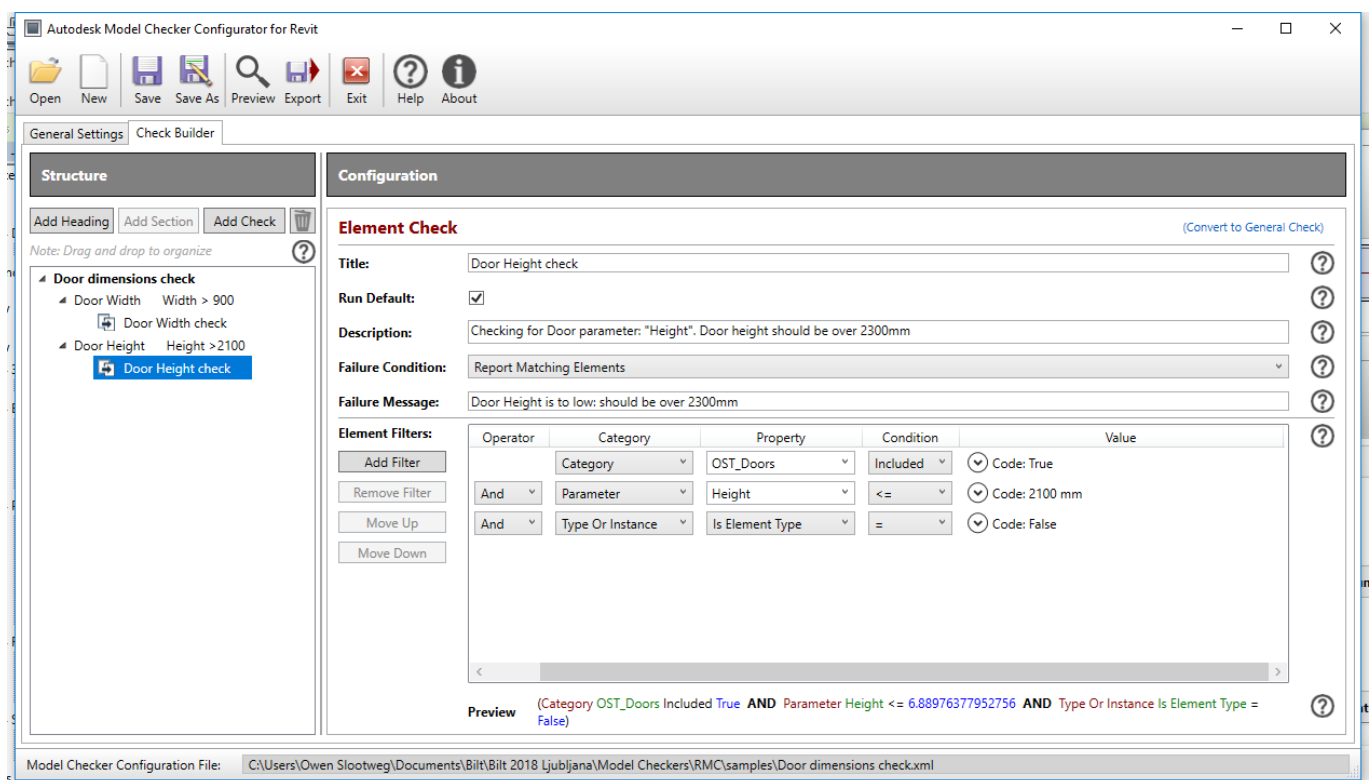 Autodesk Model Checker Configurator for Revit
Open New Save Save As Preview Export Exit Help About
General Settings Check Builder
Structure
Add Heading Add Section Add Check
Note: Drag and drop to organize
Door dimensions check
Door Width Width > 900
Door Width check
Door Height Height >2100
Door Height check
Configuration
Element Check (Convert to General Check)
Title: Door Height check
Run Default:
Description: Checking for Door parameter: "Height". Door height should be over 2300mm
Failure Condition: Report Matching Elements
Failure Message: Door Height is to low: should be over 2300mm
Element Filters:
Add Filter
Remove Filter
Move Up
Move Down
Operator Category Property Condition Value
Category OST_Doors Included Code: True
And Parameter Height <= Code: 2100 mm
And Type Or Instance Is Element Type = Code: False
Preview (Category OST_Doors Included True AND Parameter Height <= 6.88976377952756 AND Type Or Instance Is Element Type =
False)
Model Checker Configuration File: C:\Users\Owen Slootweg\Documents\Bilt\Bilt 2018 Ljubljana\Model Checkers\RMC\samples\Door dimensions check.xml